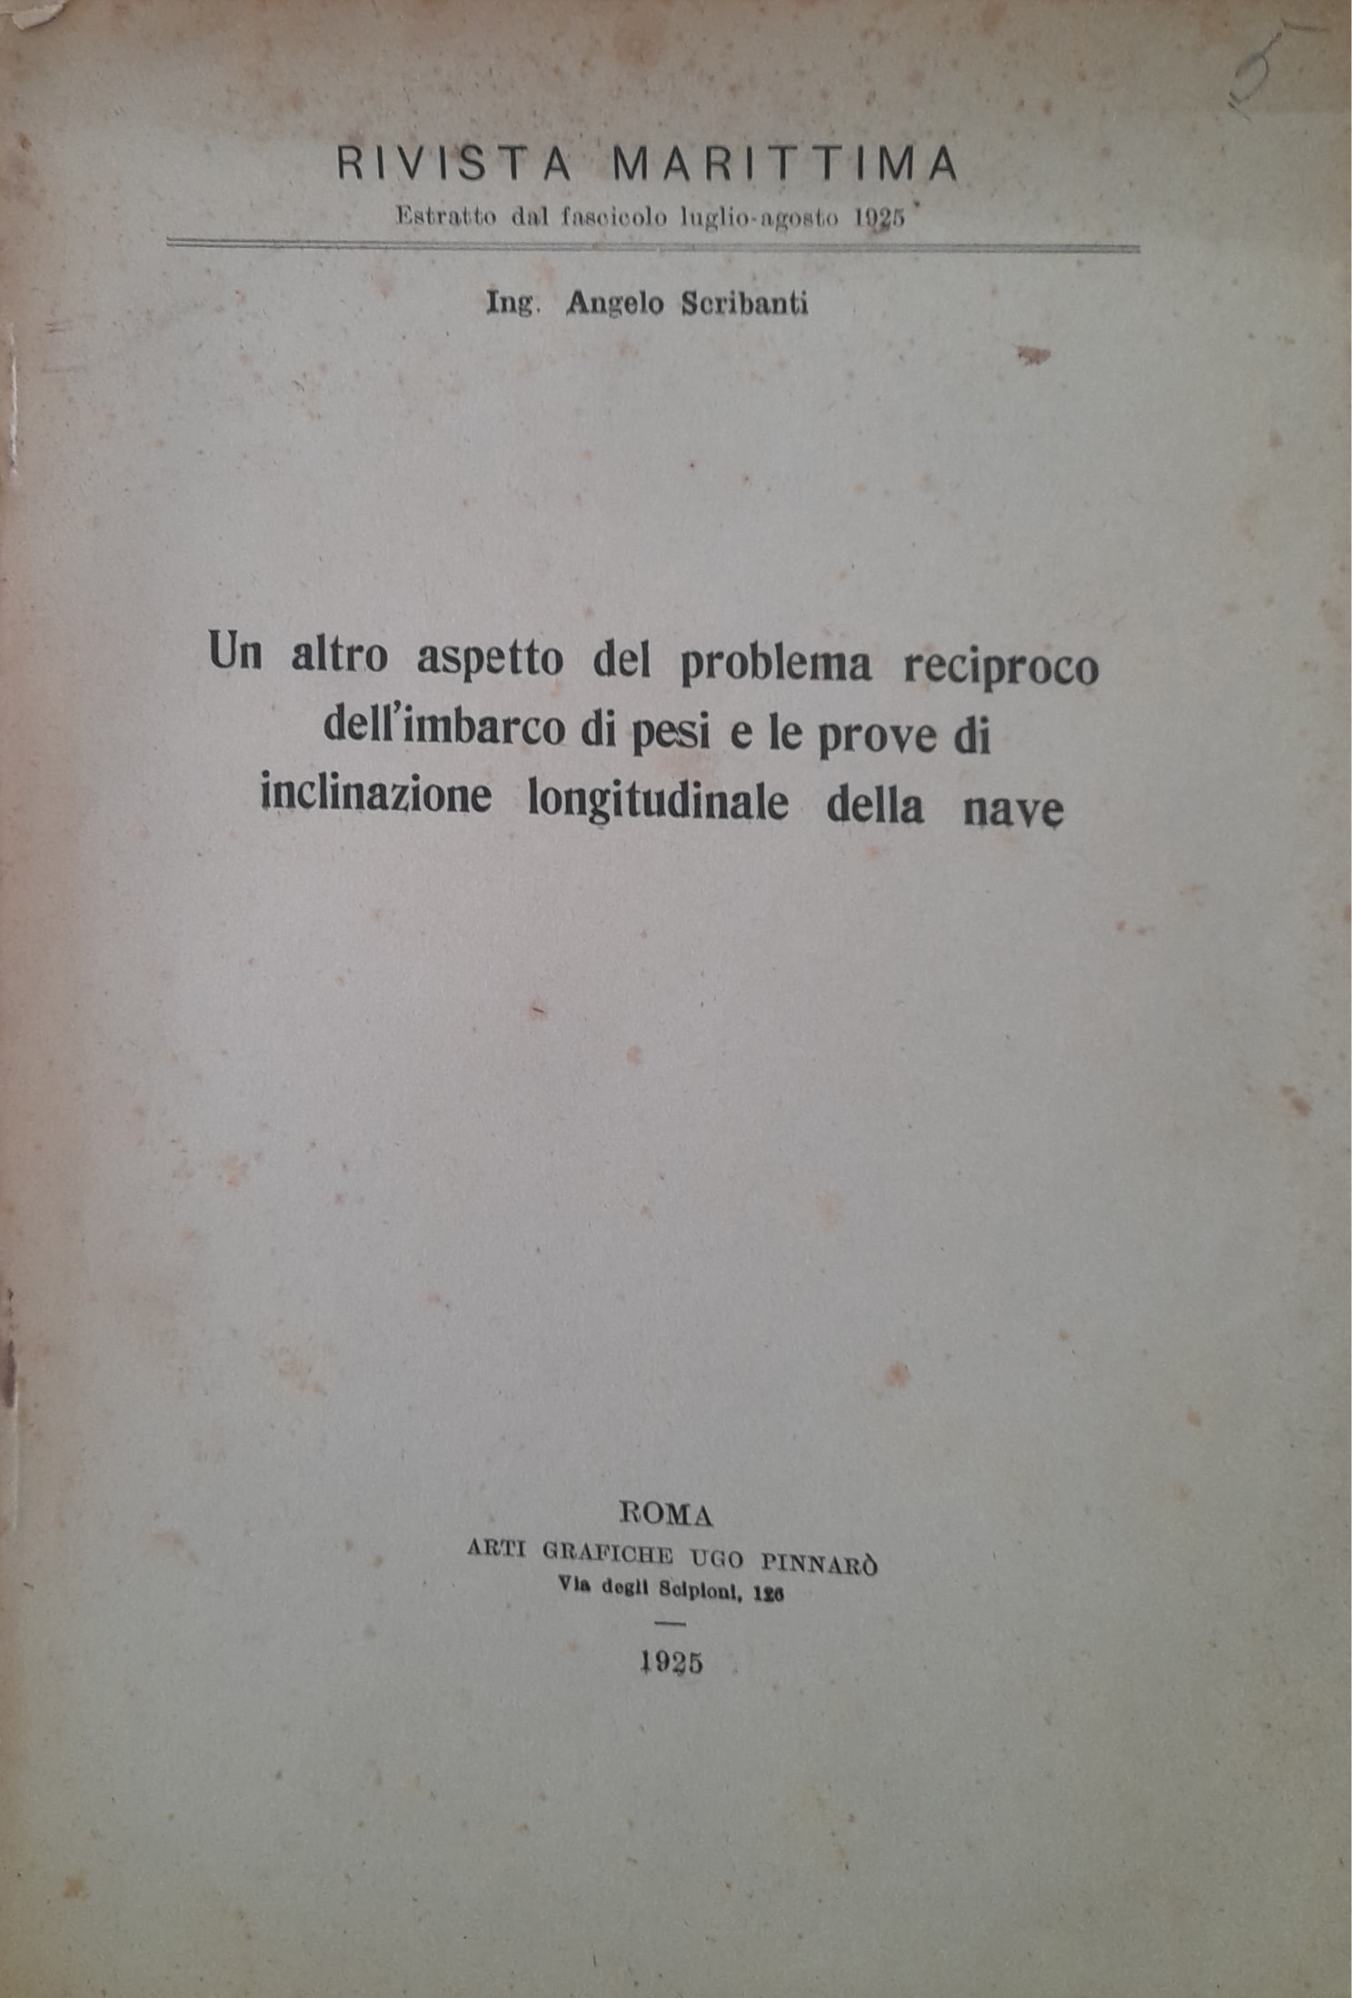 5
RIVISTA MARITTIMA
Estratto dal fascicolo luglio-agosto 1925
Ing. Angelo Scribanti
Un altro aspetto del problema reciproco
dell'imbarco di pesi e le prove di
inclinazione longitudinale della nave
ROMA
ARTI GRAFICHE UGO PINNARÒ
Via degli Scipioni, 126
1925